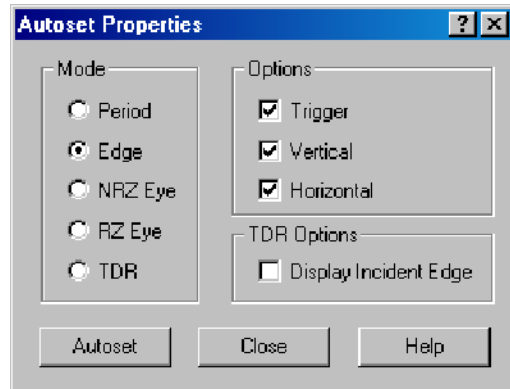 Autoset Properties
Mode
Period
Edge
NRZ Eye
RZ Eye
TDR
Options
Trigger
Vertical
Horizontal
TDR Options
Display Incident Edge
Autoset
Close
Help